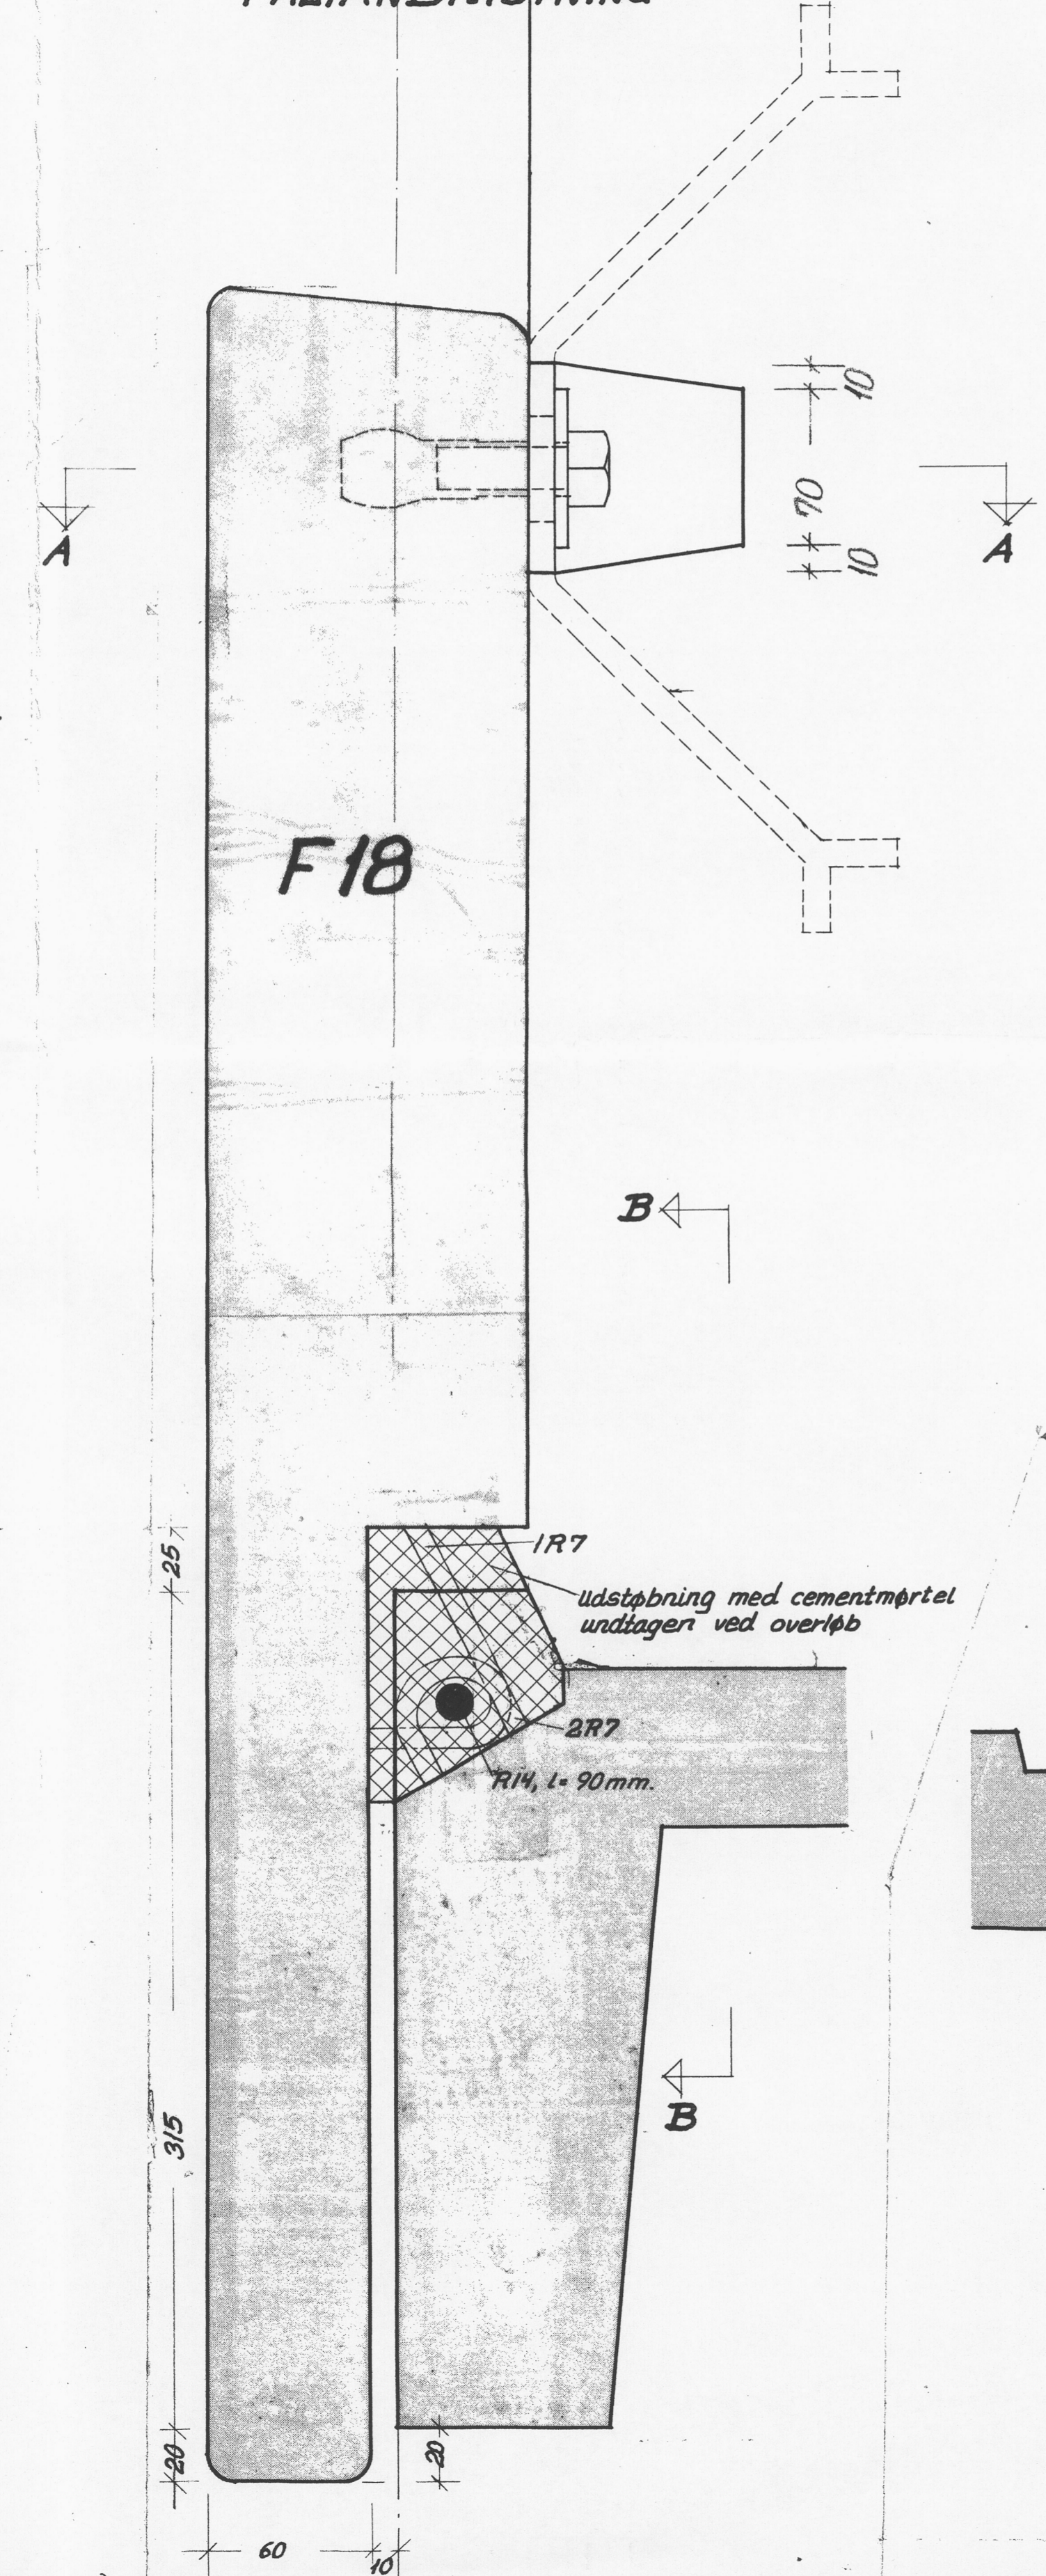 10
70
10
A
A
F18
B
25
1R7
udstøbning med cementmørtel
undtagen ved overløb
2R7
R14, l= 90mm.
B
315
20
20
60
10